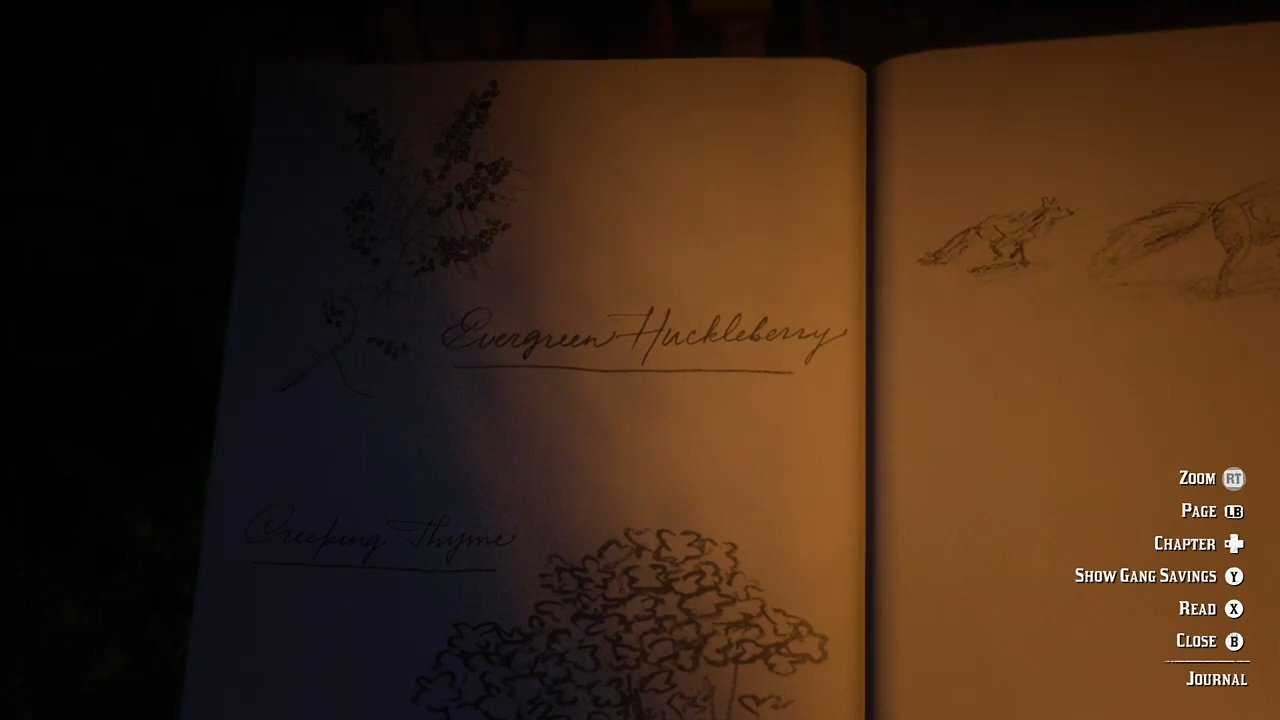 Evergreen Huckleberry
Creeping Thyme
Zoom RT
Page LB
Chapter
Show Gang Savings Y
Read X
Close B
Journal